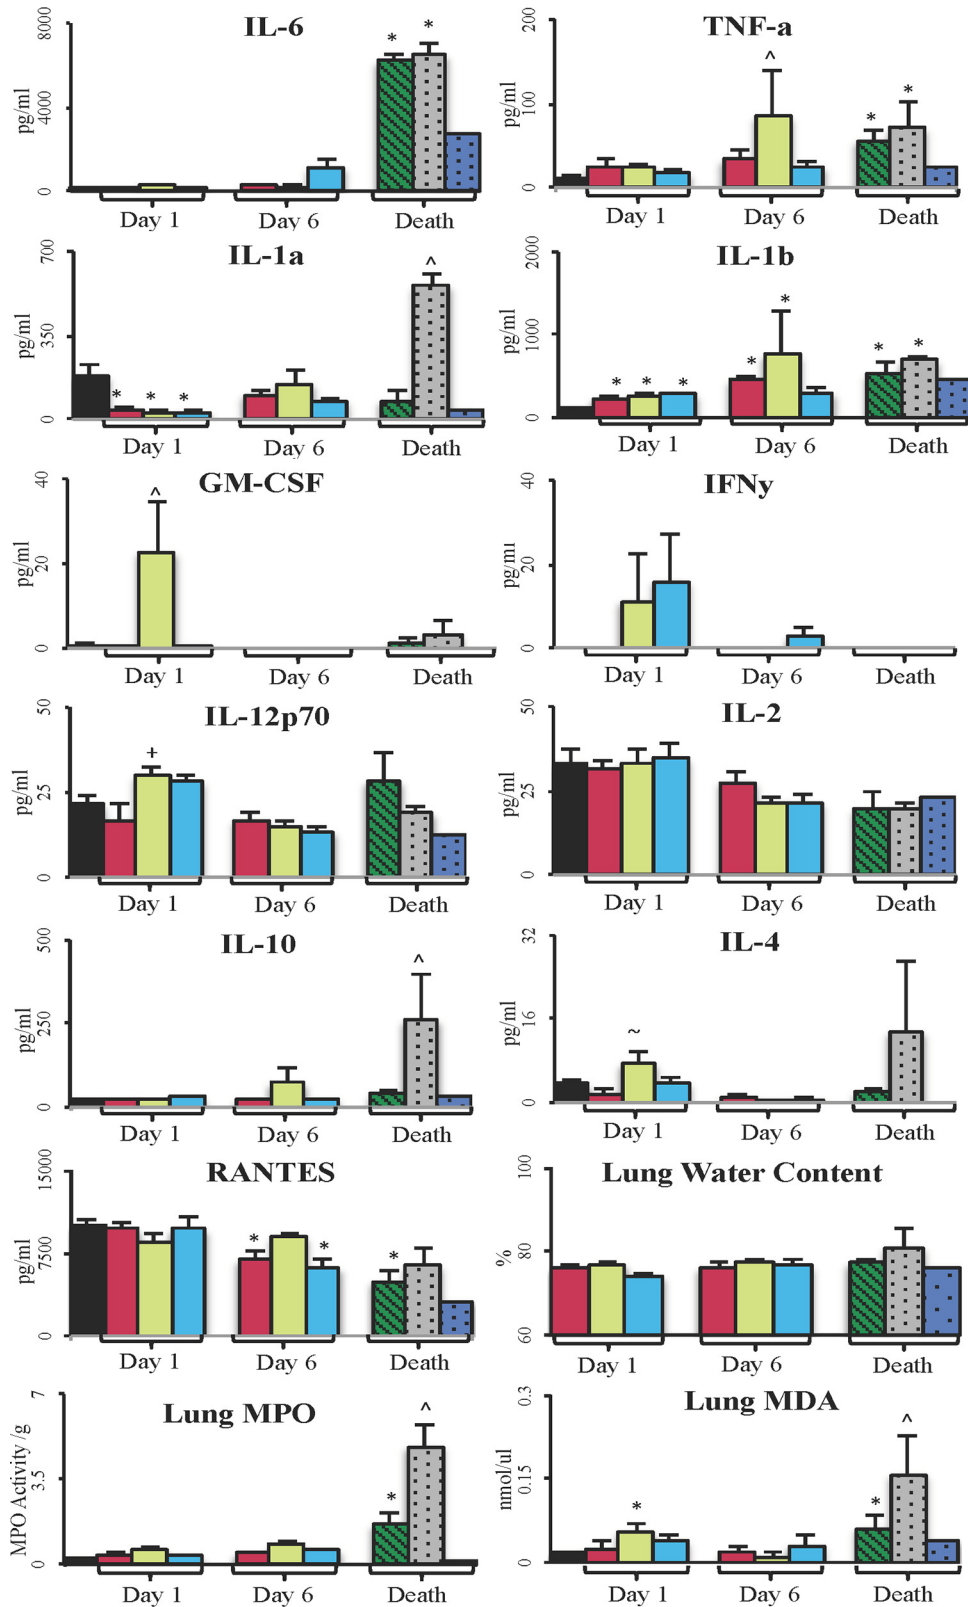 IL-6
8000
4000
0
pg/ml
*
*
Day 1
Day 6
Death
TNF-a
200
100
0
pg/ml
^
*
*
Day 1
Day 6
Death
IL-1a
700
350
0
pg/ml
*
*
*
^
Day 1
Day 6
Death
IL-1b
2000
1000
0
pg/ml
*
*
*
*
*
*
*
Day 1
Day 6
Death
GM-CSF
40
20
0
pg/ml
^
Day 1
Day 6
Death
IFNy
40
20
0
pg/ml
Day 1
Day 6
Death
IL-12p70
50
25
0
pg/ml
+
Day 1
Day 6
Death
IL-2
50
25
0
pg/ml
Day 1
Day 6
Death
IL-10
500
250
0
pg/ml
^
Day 1
Day 6
Death
IL-4
32
16
0
pg/ml
~
Day 1
Day 6
Death
RANTES
15000
7500
0
pg/ml
*
*
*
Day 1
Day 6
Death
Lung Water Content
100
80
60
%
Day 1
Day 6
Death
Lung MPO
7
3.5
0
MPO Activity /g
*
^
Day 1
Day 6
Death
Lung MDA
0.3
0.15
0
nmol/ul
*
*
^
Day 1
Day 6
Death